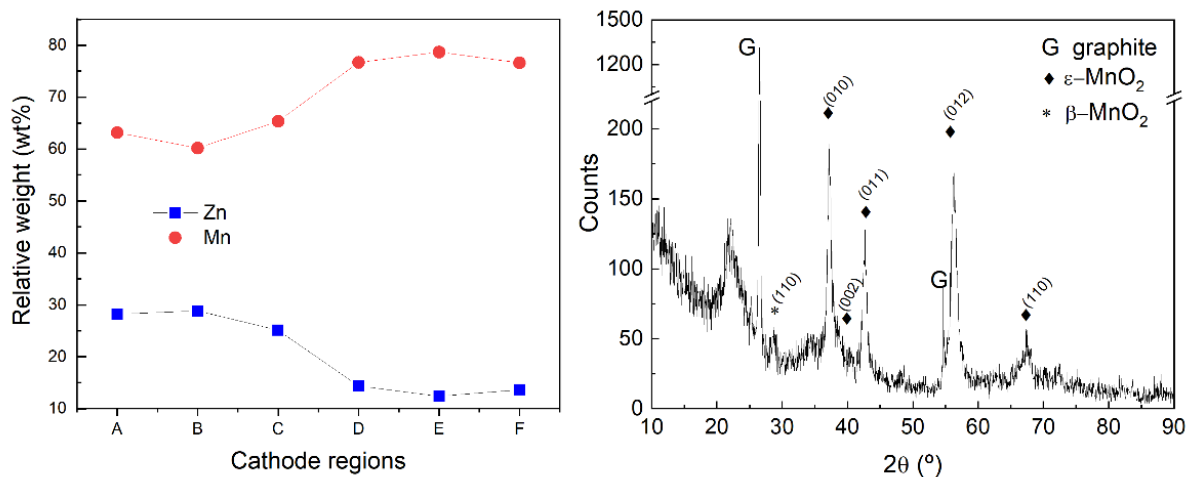 80
70
60
50
40
30
20
10
Relative weight (wt%)
Zn
Mn
A B C D E F
Cathode regions
1500
1200
200
150
100
50
0
Counts
G
G graphite
♦ ε−MnO₂
* β−MnO₂
(010)
(012)
(011)
G
(110)
(002)
(110)
10 20 30 40 50 60 70 80 90
2θ (º)